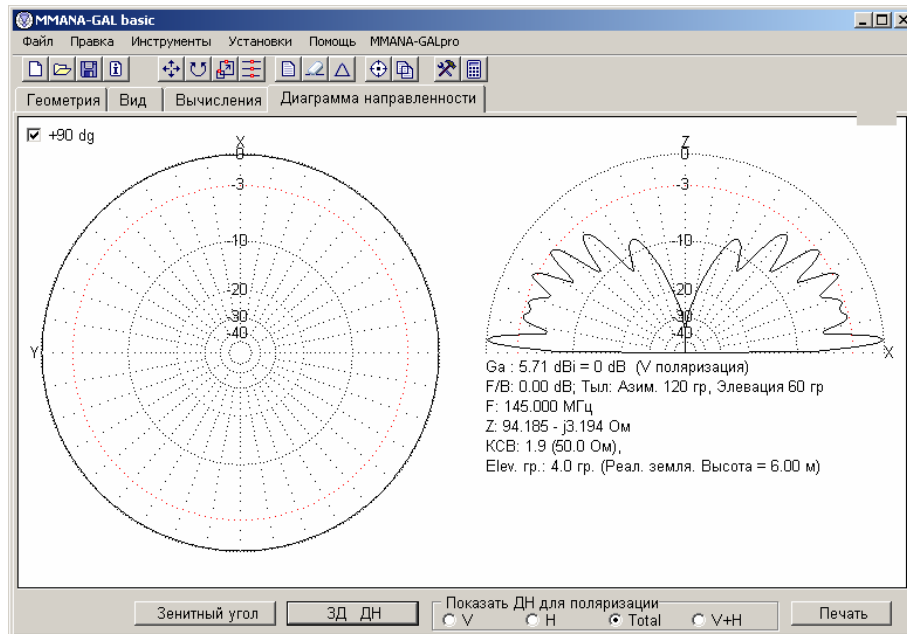 MMANA-GAL basic
Файл Правка Инструменты Установки Помощь MMANA-GALpro
Геометрия Вид Вычисления Диаграмма направленности
+90 dg
X
0
-3
-10
-20
-30
-40
Y
Z
0
-3
-10
-20
-30
-40
X
Ga : 5.71 dBi = 0 dB (V поляризация)
F/B: 0.00 dB; Тыл: Азим. 120 гр, Элевация 60 гр
F: 145.000 МГц
Z: 94.185 - j3.194 Ом
КСВ: 1.9 (50.0 Ом),
Elev. гр.: 4.0 гр. (Реал. земля. Высота = 6.00 м)
Зенитный угол
3Д ДН
Показать ДН для поляризации
V H Total V+H
Печать